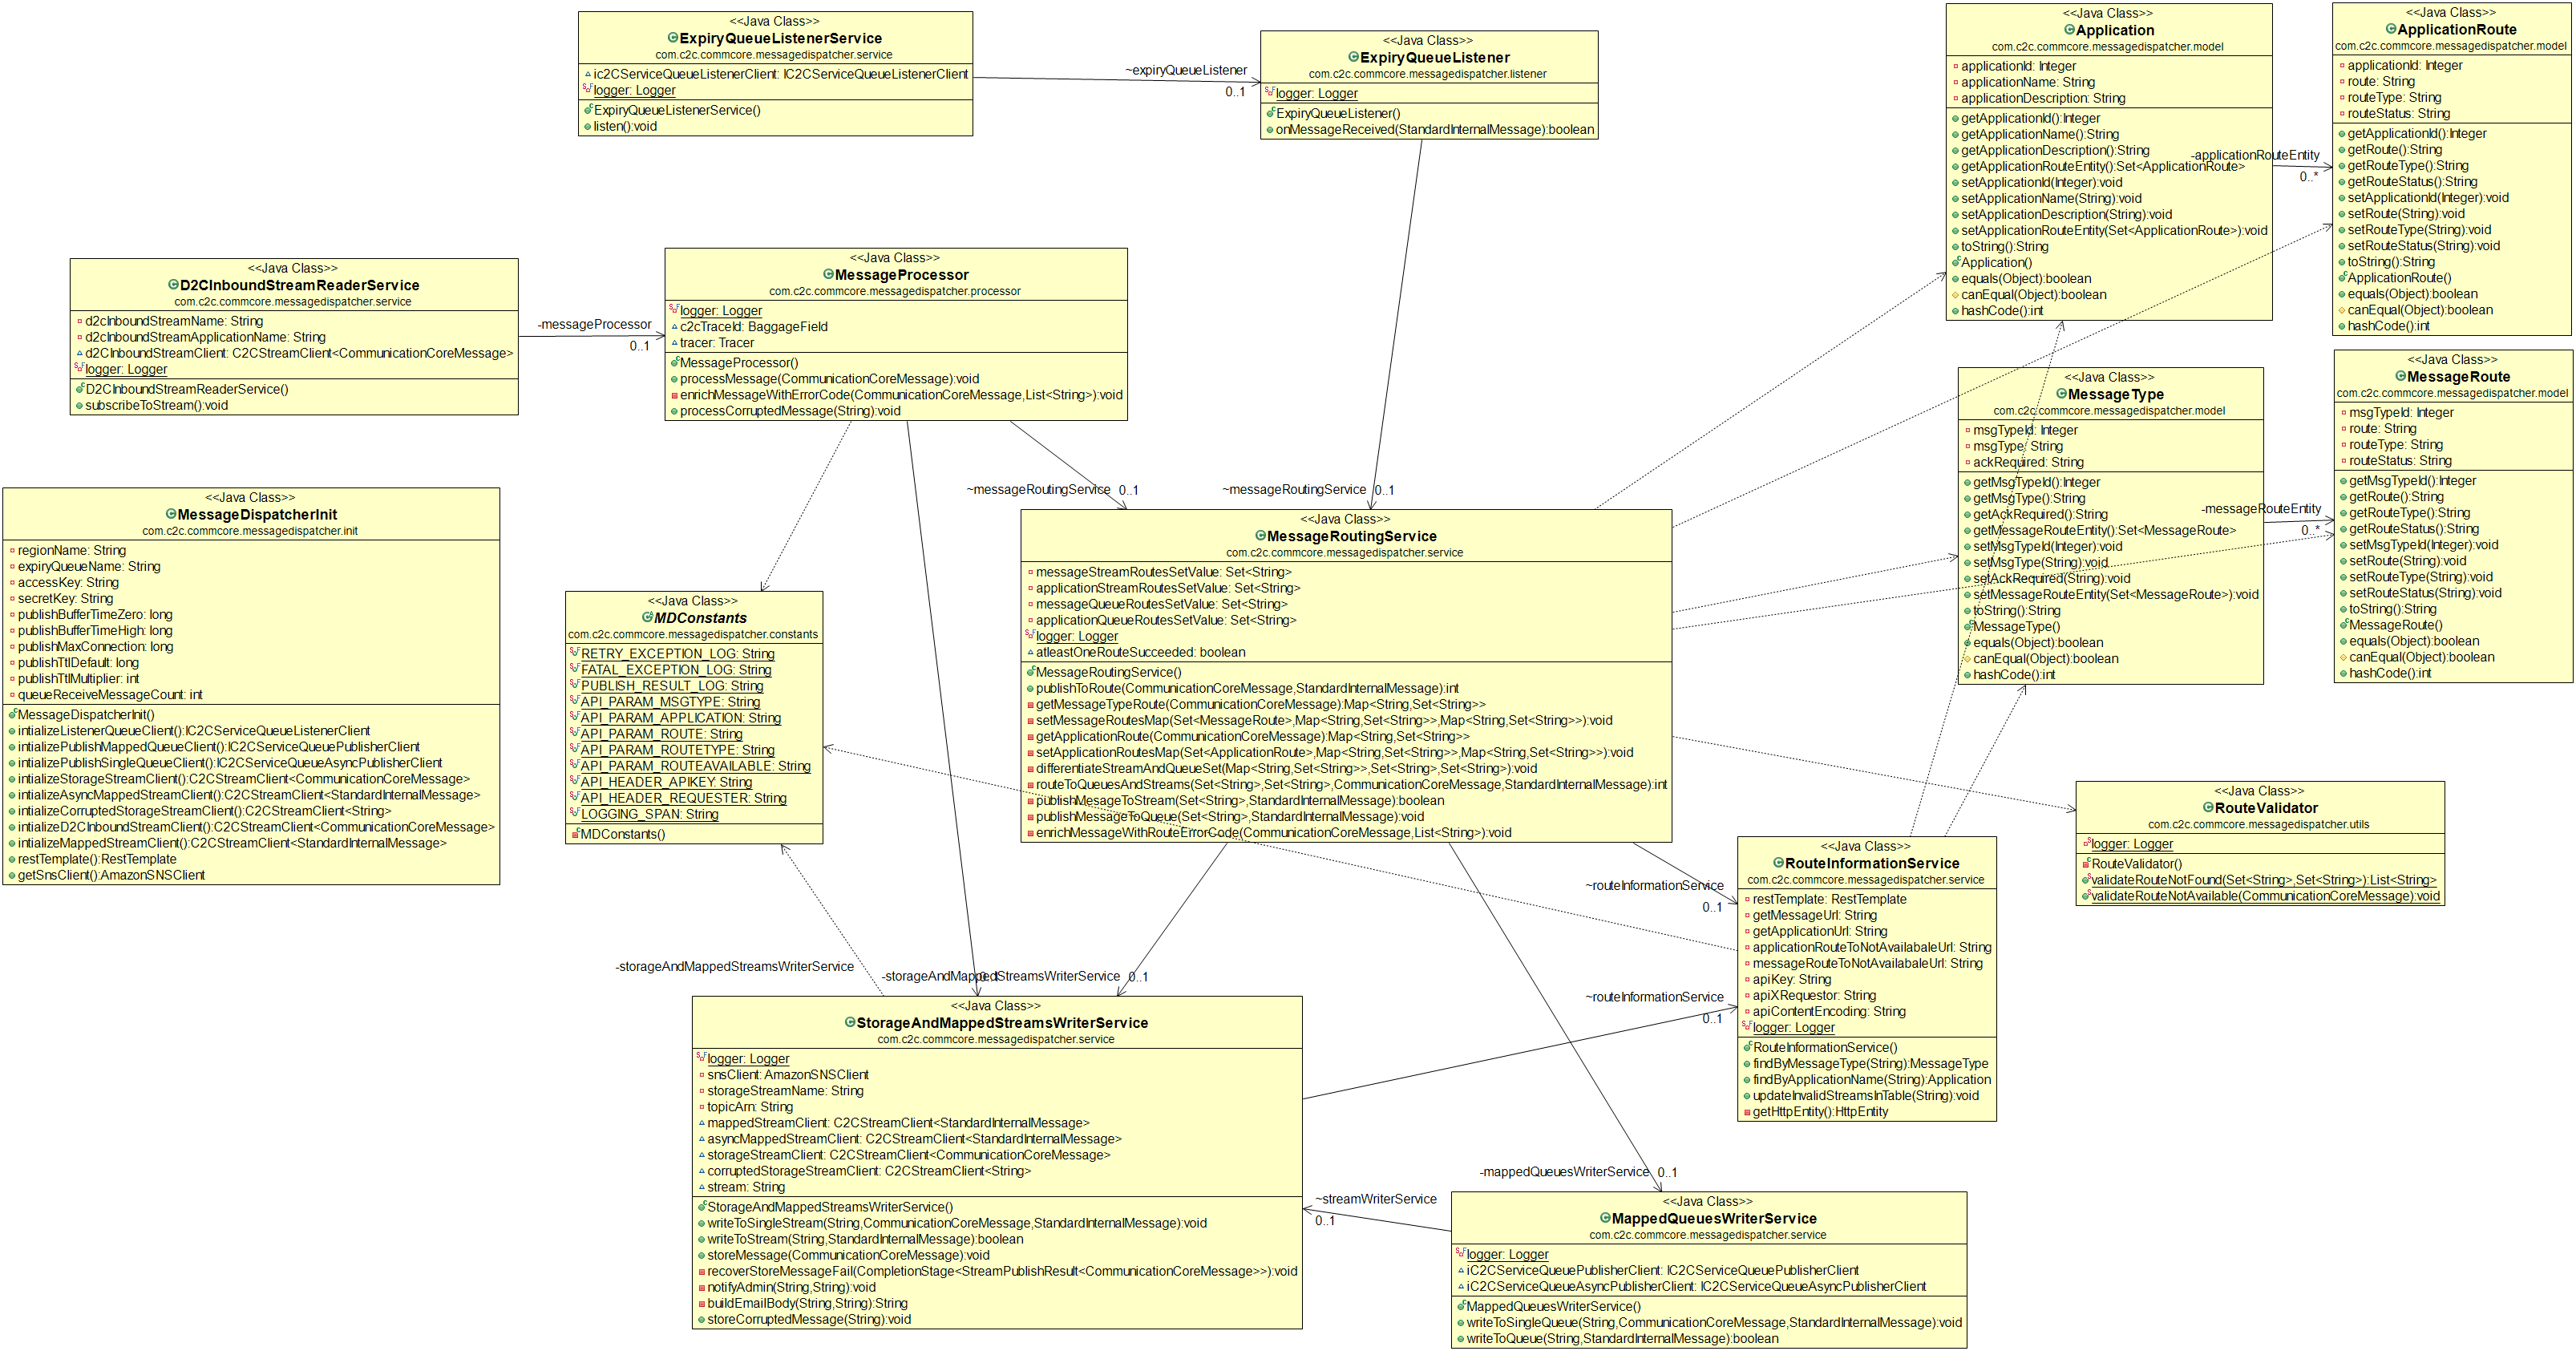 <<Java Class>>
ExpiryQueueListenerService
com.c2c.commcore.messagedispatcher.service
ic2CServiceQueueListenerClient: IC2CServiceQueueListenerClient
logger: Logger
ExpiryQueueListenerService()
listen():void
~expiryQueueListener
0..1
<<Java Class>>
ExpiryQueueListener
com.c2c.commcore.messagedispatcher.listener
logger: Logger
ExpiryQueueListener()
onMessageReceived(StandardInternalMessage):boolean
<<Java Class>>
Application
com.c2c.commcore.messagedispatcher.model
applicationId: Integer
applicationName: String
applicationDescription: String
getApplicationId():Integer
getApplicationName():String
getApplicationDescription():String
getApplicationRouteEntity():Set<ApplicationRoute>
setApplicationId(Integer):void
setApplicationName(String):void
setApplicationDescription(String):void
setApplicationRouteEntity(Set<ApplicationRoute>):void
toString():String
Application()
equals(Object):boolean
canEqual(Object):boolean
hashCode():int
-applicationRouteEntity
0..*
<<Java Class>>
ApplicationRoute
com.c2c.commcore.messagedispatcher.model
applicationId: Integer
route: String
routeType: String
routeStatus: String
getApplicationId():Integer
getRoute():String
getRouteType():String
getRouteStatus():String
setApplicationId(Integer):void
setRoute(String):void
setRouteType(String):void
setRouteStatus(String):void
toString():String
ApplicationRoute()
equals(Object):boolean
canEqual(Object):boolean
hashCode():int
<<Java Class>>
D2CInboundStreamReaderService
com.c2c.commcore.messagedispatcher.service
d2cInboundStreamName: String
d2cInboundStreamApplicationName: String
d2CInboundStreamClient: C2CStreamClient<CommunicationCoreMessage>
logger: Logger
D2CInboundStreamReaderService()
subscribeToStream():void
-messageProcessor
0..1
<<Java Class>>
MessageProcessor
com.c2c.commcore.messagedispatcher.processor
logger: Logger
c2cTraceId: BaggageField
tracer: Tracer
MessageProcessor()
processMessage(CommunicationCoreMessage):void
enrichMessageWithErrorCode(CommunicationCoreMessage,List<String>):void
processCorruptedMessage(String):void
<<Java Class>>
MessageType
com.c2c.commcore.messagedispatcher.model
msgTypeId: Integer
msgType: String
ackRequired: String
getMsgTypeId():Integer
getMsgType():String
getAckRequired():String
getMessageRouteEntity():Set<MessageRoute>
setMsgTypeId(Integer):void
setMsgType(String):void
setAckRequired(String):void
setMessageRouteEntity(Set<MessageRoute>):void
toString():String
MessageType()
equals(Object):boolean
canEqual(Object):boolean
hashCode():int
-messageRouteEntity
0..*
<<Java Class>>
MessageRoute
com.c2c.commcore.messagedispatcher.model
msgTypeId: Integer
route: String
routeType: String
routeStatus: String
getMsgTypeId():Integer
getRoute():String
getRouteType():String
getRouteStatus():String
setMsgTypeId(Integer):void
setRoute(String):void
setRouteType(String):void
setRouteStatus(String):void
toString():String
MessageRoute()
equals(Object):boolean
canEqual(Object):boolean
hashCode():int
<<Java Class>>
MessageDispatcherInit
com.c2c.commcore.messagedispatcher.init
regionName: String
expiryQueueName: String
accessKey: String
secretKey: String
publishBufferTimeZero: long
publishBufferTimeHigh: long
publishMaxConnection: long
publishTtlDefault: long
publishTtlMultiplier: int
queueReceiveMessageCount: int
MessageDispatcherInit()
intializeListenerQueueClient():IC2CServiceQueueListenerClient
intializePublishMappedQueueClient():IC2CServiceQueuePublisherClient
intializePublishSingleQueueClient():IC2CServiceQueueAsyncPublisherClient
intializeStorageStreamClient():C2CStreamClient<CommunicationCoreMessage>
intializeAsyncMappedStreamClient():C2CStreamClient<StandardInternalMessage>
intializeCorruptedStorageStreamClient():C2CStreamClient<String>
intializeD2CInboundStreamClient():C2CStreamClient<CommunicationCoreMessage>
intializeMappedStreamClient():C2CStreamClient<StandardInternalMessage>
restTemplate():RestTemplate
getSnsClient():AmazonSNSClient
~messageRoutingService 0..1
~messageRoutingService 0..1
<<Java Class>>
MDConstants
com.c2c.commcore.messagedispatcher.constants
RETRY_EXCEPTION_LOG: String
FATAL_EXCEPTION_LOG: String
PUBLISH_RESULT_LOG: String
API_PARAM_MSGTYPE: String
API_PARAM_APPLICATION: String
API_PARAM_ROUTE: String
API_PARAM_ROUTETYPE: String
API_PARAM_ROUTEAVAILABLE: String
API_HEADER_APIKEY: String
API_HEADER_REQUESTER: String
LOGGING_SPAN: String
MDConstants()
<<Java Class>>
MessageRoutingService
com.c2c.commcore.messagedispatcher.service
messageStreamRoutesSetValue: Set<String>
applicationStreamRoutesSetValue: Set<String>
messageQueueRoutesSetValue: Set<String>
applicationQueueRoutesSetValue: Set<String>
logger: Logger
atleastOneRouteSucceeded: boolean
MessageRoutingService()
publishToRoute(CommunicationCoreMessage,StandardInternalMessage):int
getMessageTypeRoute(CommunicationCoreMessage):Map<String,Set<String>>
setMessageRoutesMap(Set<MessageRoute>,Map<String,Set<String>>,Map<String,Set<String>>):void
getApplicationRoute(CommunicationCoreMessage):Map<String,Set<String>>
setApplicationRoutesMap(Set<ApplicationRoute>,Map<String,Set<String>>,Map<String,Set<String>>):void
differentiateStreamAndQueueSet(Map<String,Set<String>>,Set<String>,Set<String>):void
routeToQueuesAndStreams(Set<String>,Set<String>,CommunicationCoreMessage,StandardInternalMessage):int
publishMesageToStream(Set<String>,StandardInternalMessage):boolean
publishMessageToQueue(Set<String>,StandardInternalMessage):void
enrichMessageWithRouteErrorCode(CommunicationCoreMessage,List<String>):void
<<Java Class>>
RouteValidator
com.c2c.commcore.messagedispatcher.utils
logger: Logger
RouteValidator()
validateRouteNotFound(Set<String>,Set<String>):List<String>
validateRouteNotAvailable(CommunicationCoreMessage):void
~routeInformationService
0..1
<<Java Class>>
RouteInformationService
com.c2c.commcore.messagedispatcher.service
restTemplate: RestTemplate
getMessageUrl: String
getApplicationUrl: String
applicationRouteToNotAvailabaleUrl: String
messageRouteToNotAvailabaleUrl: String
apiKey: String
apiXRequestor: String
apiContentEncoding: String
logger: Logger
RouteInformationService()
findByMessageType(String):MessageType
findByApplicationName(String):Application
updateInvalidStreamsInTable(String):void
getHttpEntity():HttpEntity
-storageAndMappedStreamsWriterService
0..1
-storageAndMappedStreamsWriterService 0..1
~routeInformationService
0..1
<<Java Class>>
StorageAndMappedStreamsWriterService
com.c2c.commcore.messagedispatcher.service
logger: Logger
snsClient: AmazonSNSClient
storageStreamName: String
topicArn: String
mappedStreamClient: C2CStreamClient<StandardInternalMessage>
asyncMappedStreamClient: C2CStreamClient<StandardInternalMessage>
storageStreamClient: C2CStreamClient<CommunicationCoreMessage>
corruptedStorageStreamClient: C2CStreamClient<String>
stream: String
StorageAndMappedStreamsWriterService()
writeToSingleStream(String,CommunicationCoreMessage,StandardInternalMessage):void
writeToStream(String,StandardInternalMessage):boolean
storeMessage(CommunicationCoreMessage):void
recoverStoreMessageFail(CompletionStage<StreamPublishResult<CommunicationCoreMessage>>):void
notifyAdmin(String,String):void
buildEmailBody(String,String):String
storeCorruptedMessage(String):void
-mappedQueuesWriterService 0..1
~streamWriterService
0..1
<<Java Class>>
MappedQueuesWriterService
com.c2c.commcore.messagedispatcher.service
logger: Logger
iC2CServiceQueuePublisherClient: IC2CServiceQueuePublisherClient
iC2CServiceQueueAsyncPublisherClient: IC2CServiceQueueAsyncPublisherClient
MappedQueuesWriterService()
writeToSingleQueue(String,CommunicationCoreMessage,StandardInternalMessage):void
writeToQueue(String,StandardInternalMessage):boolean